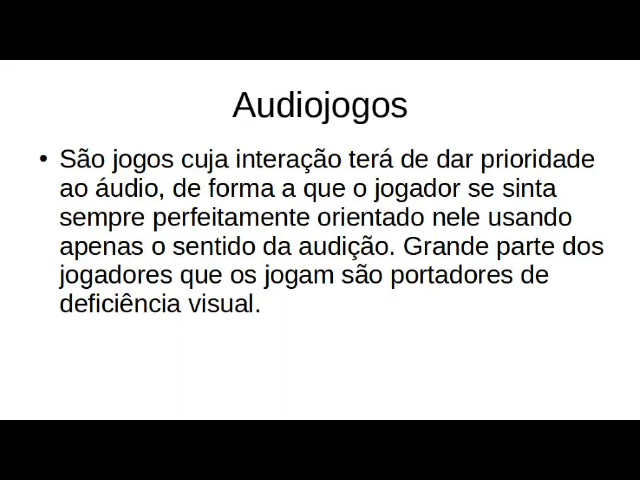 Audiojogos
• São jogos cuja interação terá de dar prioridade
ao áudio, de forma a que o jogador se sinta
sempre perfeitamente orientado nele usando
apenas o sentido da audição. Grande parte dos
jogadores que os jogam são portadores de
deficiência visual.